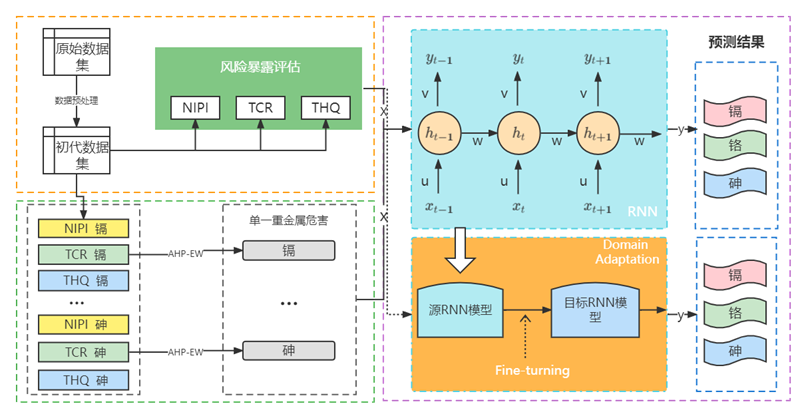 原始数据
集
数据预处理
初代数据
集
风险暴露评估
NIPI
TCR
THQ
NIPI 镉
TCR 镉
THQ 镉
...
NIPI 砷
TCR 砷
THQ 砷
AHP-EW
AHP-EW
单一重金属危害
镉
...
砷
X
X
y_{t-1}
y_t
y_{t+1}
v
v
v
h_{t-1}
w
h_t
w
h_{t+1}
w
u
u
u
x_{t-1}
x_t
x_{t+1}
RNN
Domain
Adaptation
源RNN模型
目标RNN模
型
Fine-turning
y
y
预测结果
镉
铬
砷
镉
铬
砷